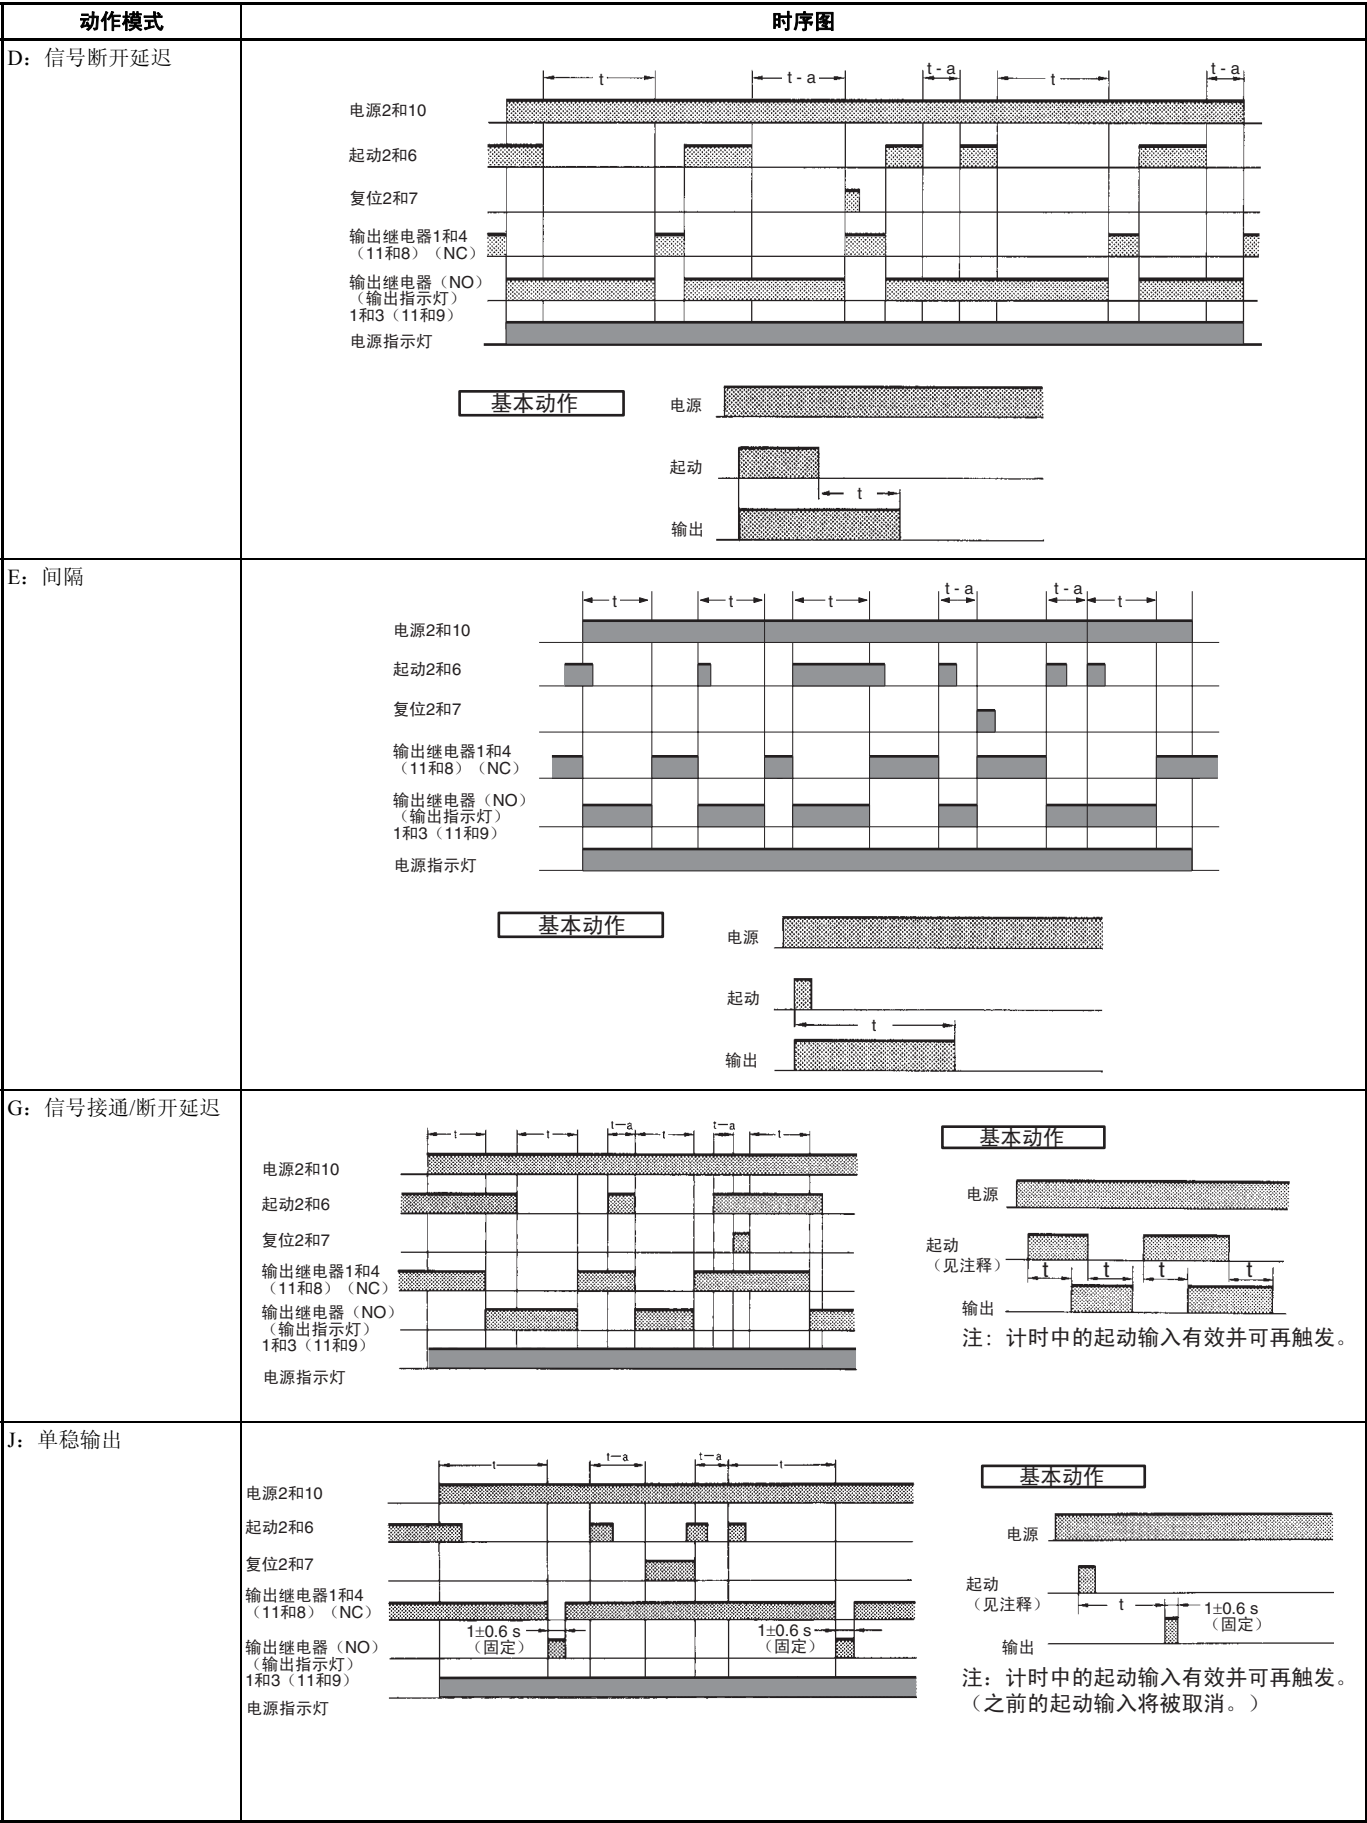 动作模式
时序图
D：信号断开延迟
t
t - a
t - a
t
t - a
电源2和10
起动2和6
复位2和7
输出继电器1和4
（11和8）（NC）
输出继电器（NO）
（输出指示灯）
1和3（11和9）
电源指示灯
基本动作
电源
起动
t
输出
E：间隔
t
t
t
t - a
t - a
t
电源2和10
起动2和6
复位2和7
输出继电器1和4
（11和8）（NC）
输出继电器（NO）
（输出指示灯）
1和3（11和9）
电源指示灯
基本动作
电源
起动
t
输出
G：信号接通/断开延迟
t
t
t—a
t
t—a
t
电源2和10
起动2和6
复位2和7
输出继电器1和4
（11和8）（NC）
输出继电器（NO）
（输出指示灯）
1和3（11和9）
电源指示灯
基本动作
电源
起动
（见注释）
t
t
t
t
输出
注：计时中的起动输入有效并可再触发。
J：单稳输出
t
t—a
t—a
t
电源2和10
起动2和6
复位2和7
输出继电器1和4
（11和8）（NC）
1±0.6 s
（固定）
1±0.6 s
（固定）
输出继电器（NO）
（输出指示灯）
1和3（11和9）
电源指示灯
基本动作
电源
起动
（见注释）
t
1±0.6 s
（固定）
输出
注：计时中的起动输入有效并可再触发。
（之前的起动输入将被取消。）